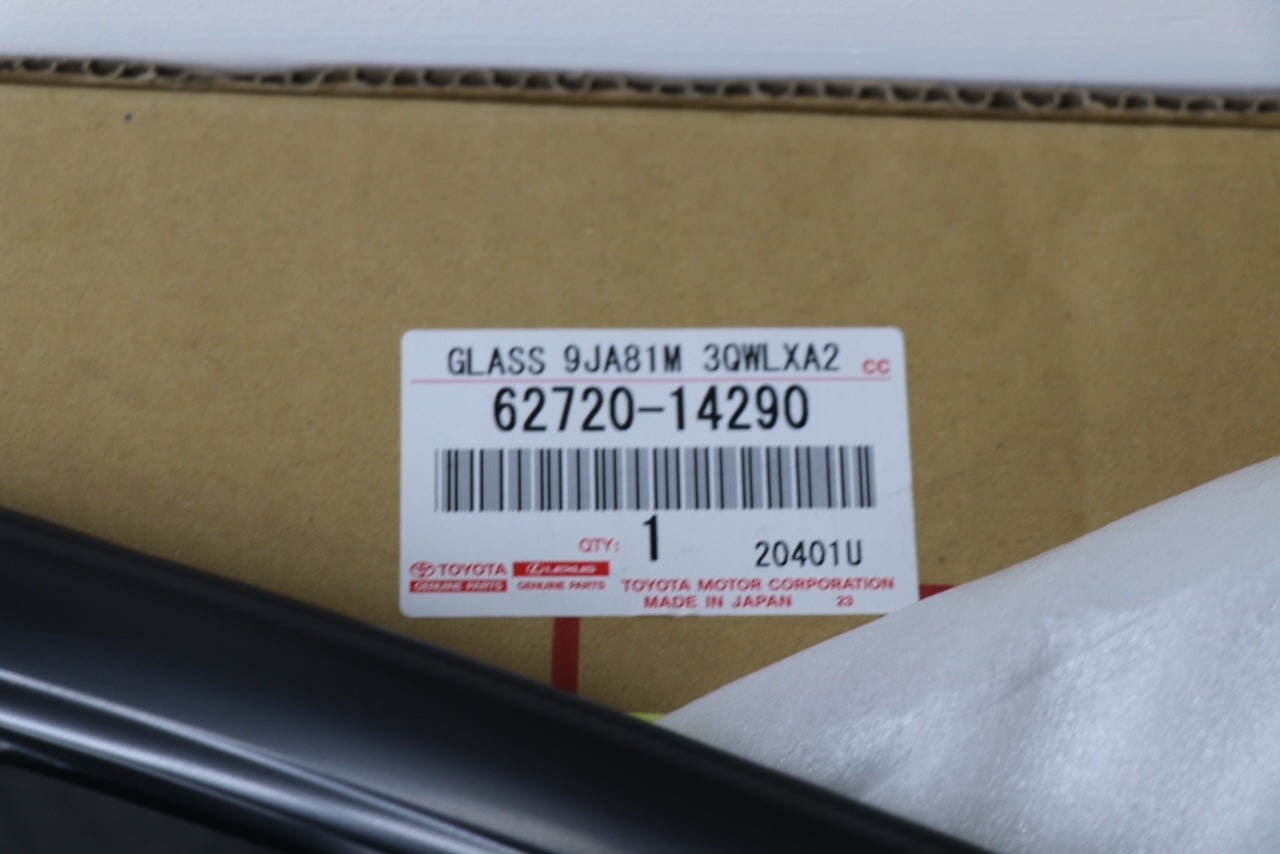 GLASS 9JA81M 3QWLXA2 CC
62720-14290
QTY: 1
20401U
TOYOTA LEXUS
GENUINE PARTS GENUINE PARTS
TOYOTA MOTOR CORPORATION
MADE IN JAPAN 23